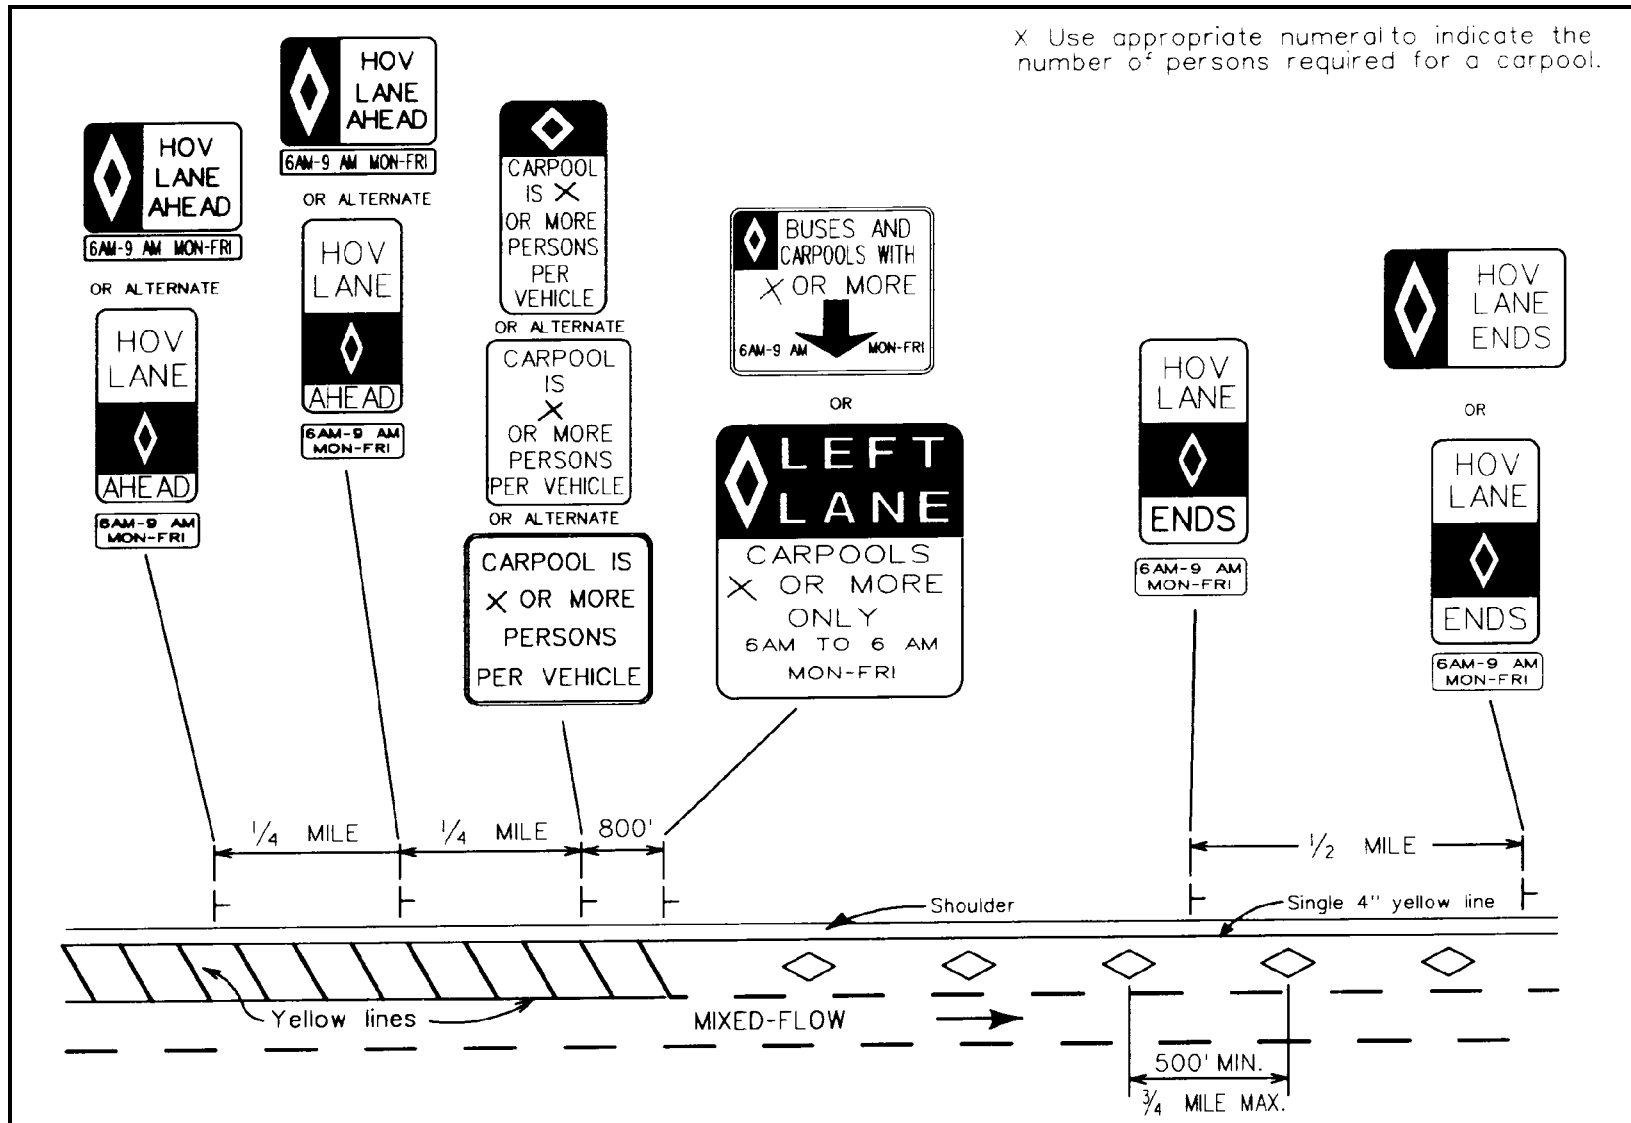 X Use appropriate numeral to indicate the
number of persons required for a carpool.
HOV
LANE
AHEAD
6AM-9 AM MON-FRI
OR ALTERNATE
HOV
LANE
AHEAD
6AM-9 AM
MON-FRI
HOV
LANE
AHEAD
6AM-9 AM MON-FRI
OR ALTERNATE
HOV
LANE
AHEAD
6AM-9 AM
MON-FRI
CARPOOL
IS X
OR MORE
PERSONS
PER
VEHICLE
OR ALTERNATE
CARPOOL
IS
X
OR MORE
PERSONS
PER VEHICLE
OR ALTERNATE
CARPOOL IS
X OR MORE
PERSONS
PER VEHICLE
BUSES AND
CARPOOLS WITH
X OR MORE
6AM-9 AM MON-FRI
OR
LEFT
LANE
CARPOOLS
X OR MORE
ONLY
6AM TO 6 AM
MON-FRI
HOV
LANE
ENDS
6AM-9 AM
MON-FRI
HOV
LANE
ENDS
OR
HOV
LANE
ENDS
6AM-9 AM
MON-FRI
1/4 MILE
1/4 MILE
800'
1/2 MILE
Shoulder
Single 4" yellow line
Yellow lines
MIXED-FLOW
500' MIN.
3/4 MILE MAX.